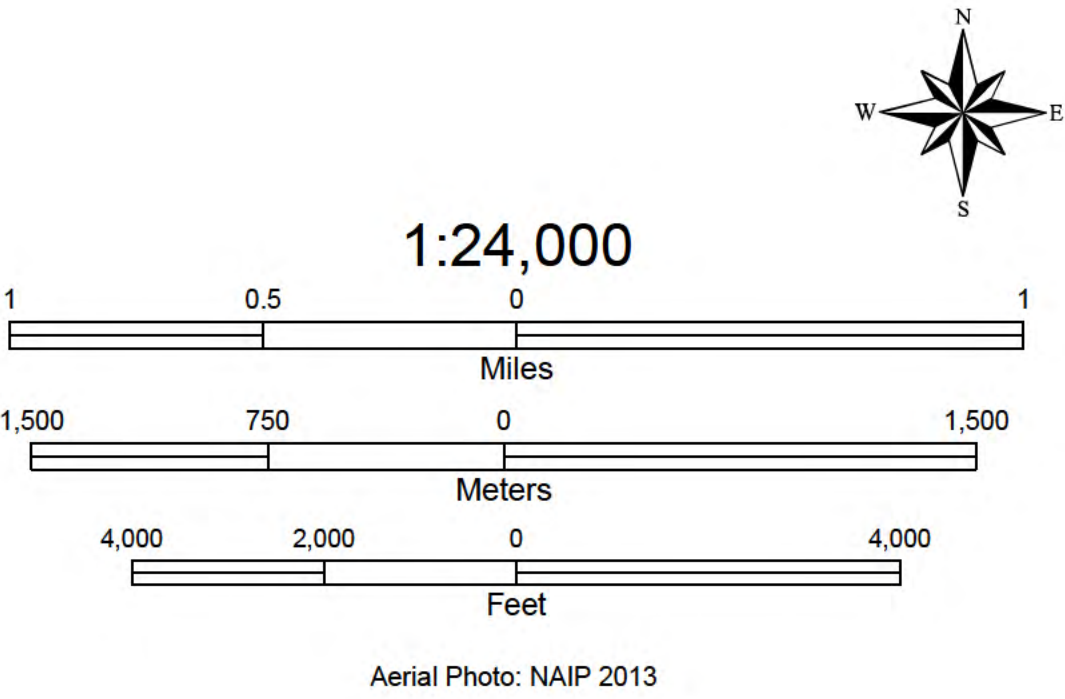 N
W E
S
1:24,000
1 0.5 0 1
Miles
1,500 750 0 1,500
Meters
4,000 2,000 0 4,000
Feet
Aerial Photo: NAIP 2013